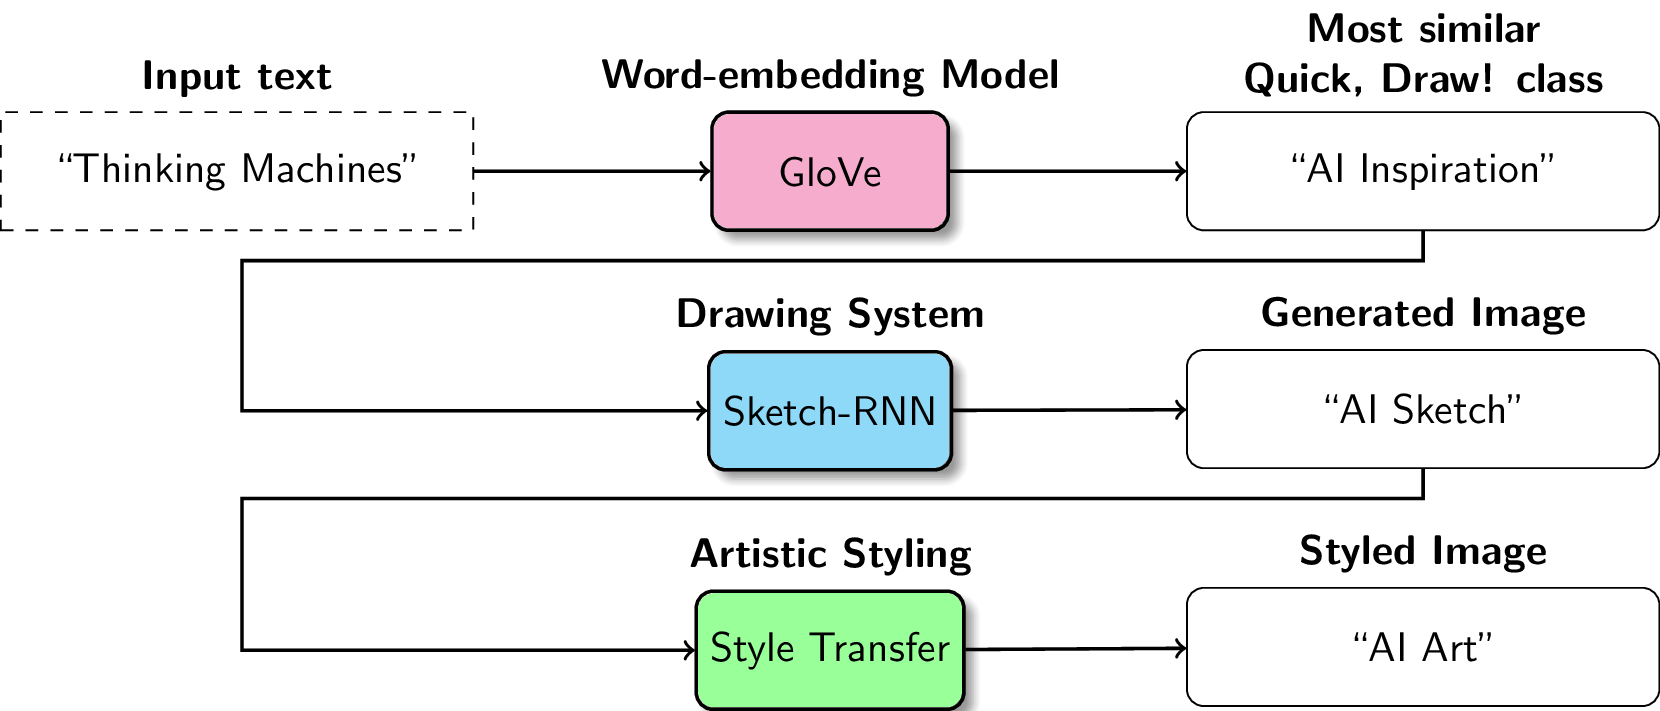 Input text
Word-embedding Model
Most similar
Quick, Draw! class
“Thinking Machines”
GloVe
“AI Inspiration”
Drawing System
Generated Image
Sketch-RNN
“AI Sketch”
Artistic Styling
Styled Image
Style Transfer
“AI Art”